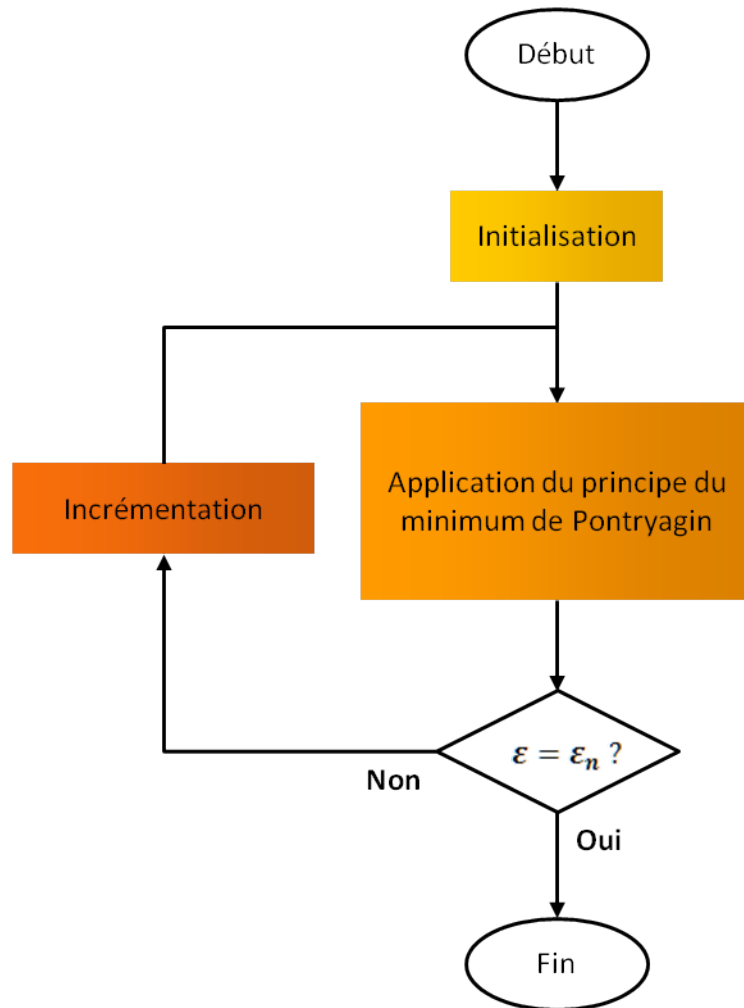 Début
Initialisation
Application du principe du
minimum de Pontryagin
Incrémentation
ε = εₙ ?
Non
Oui
Fin